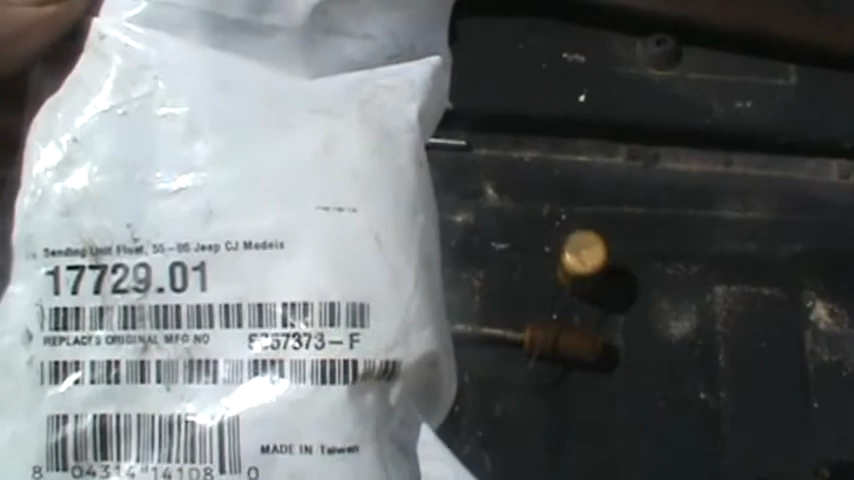 Sending Unit Float, 55-86 Jeep CJ Models
17729.01
REPLACES ORIGINAL MFG NO 5357373-F
MADE IN Taiwan
8 04314 14108 0